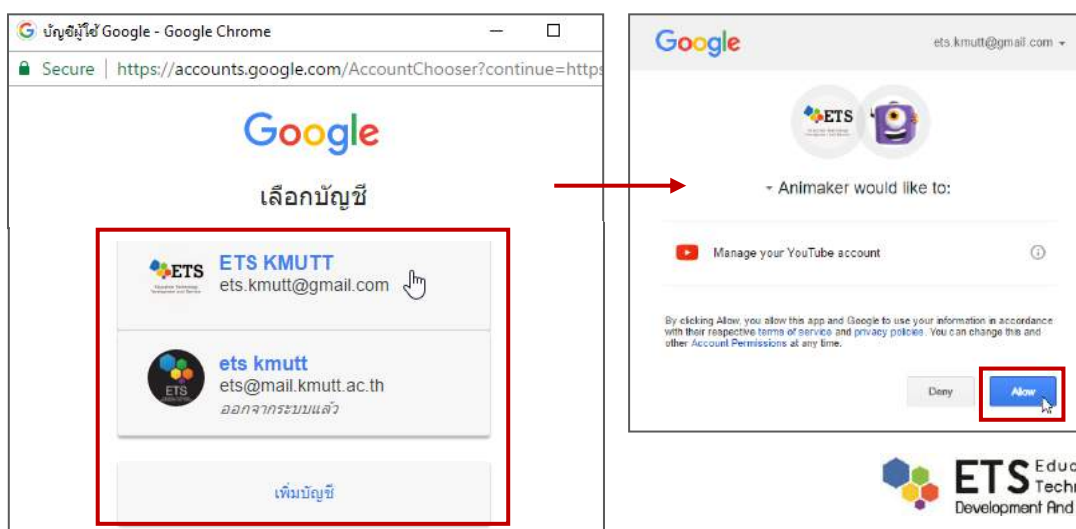 บัญชีผู้ใช้ Google - Google Chrome
Secure | https://accounts.google.com/AccountChooser?continue=https
Google
เลือกบัญชี
ETS
ETS KMUTT
ets.kmutt@gmail.com
ETS
ets kmutt
ets@mail.kmutt.ac.th
ออกจากระบบแล้ว
เพิ่มบัญชี
Google
ets.kmutt@gmail.com
ETS
Animaker would like to:
Manage your YouTube account
By clicking Allow, you allow this app and Google to use your information in accordance
with their respective terms of service and privacy policies. You can change this and
other Account Permissions at any time.
Deny
Allow
ETS Educ
Techn
Development And